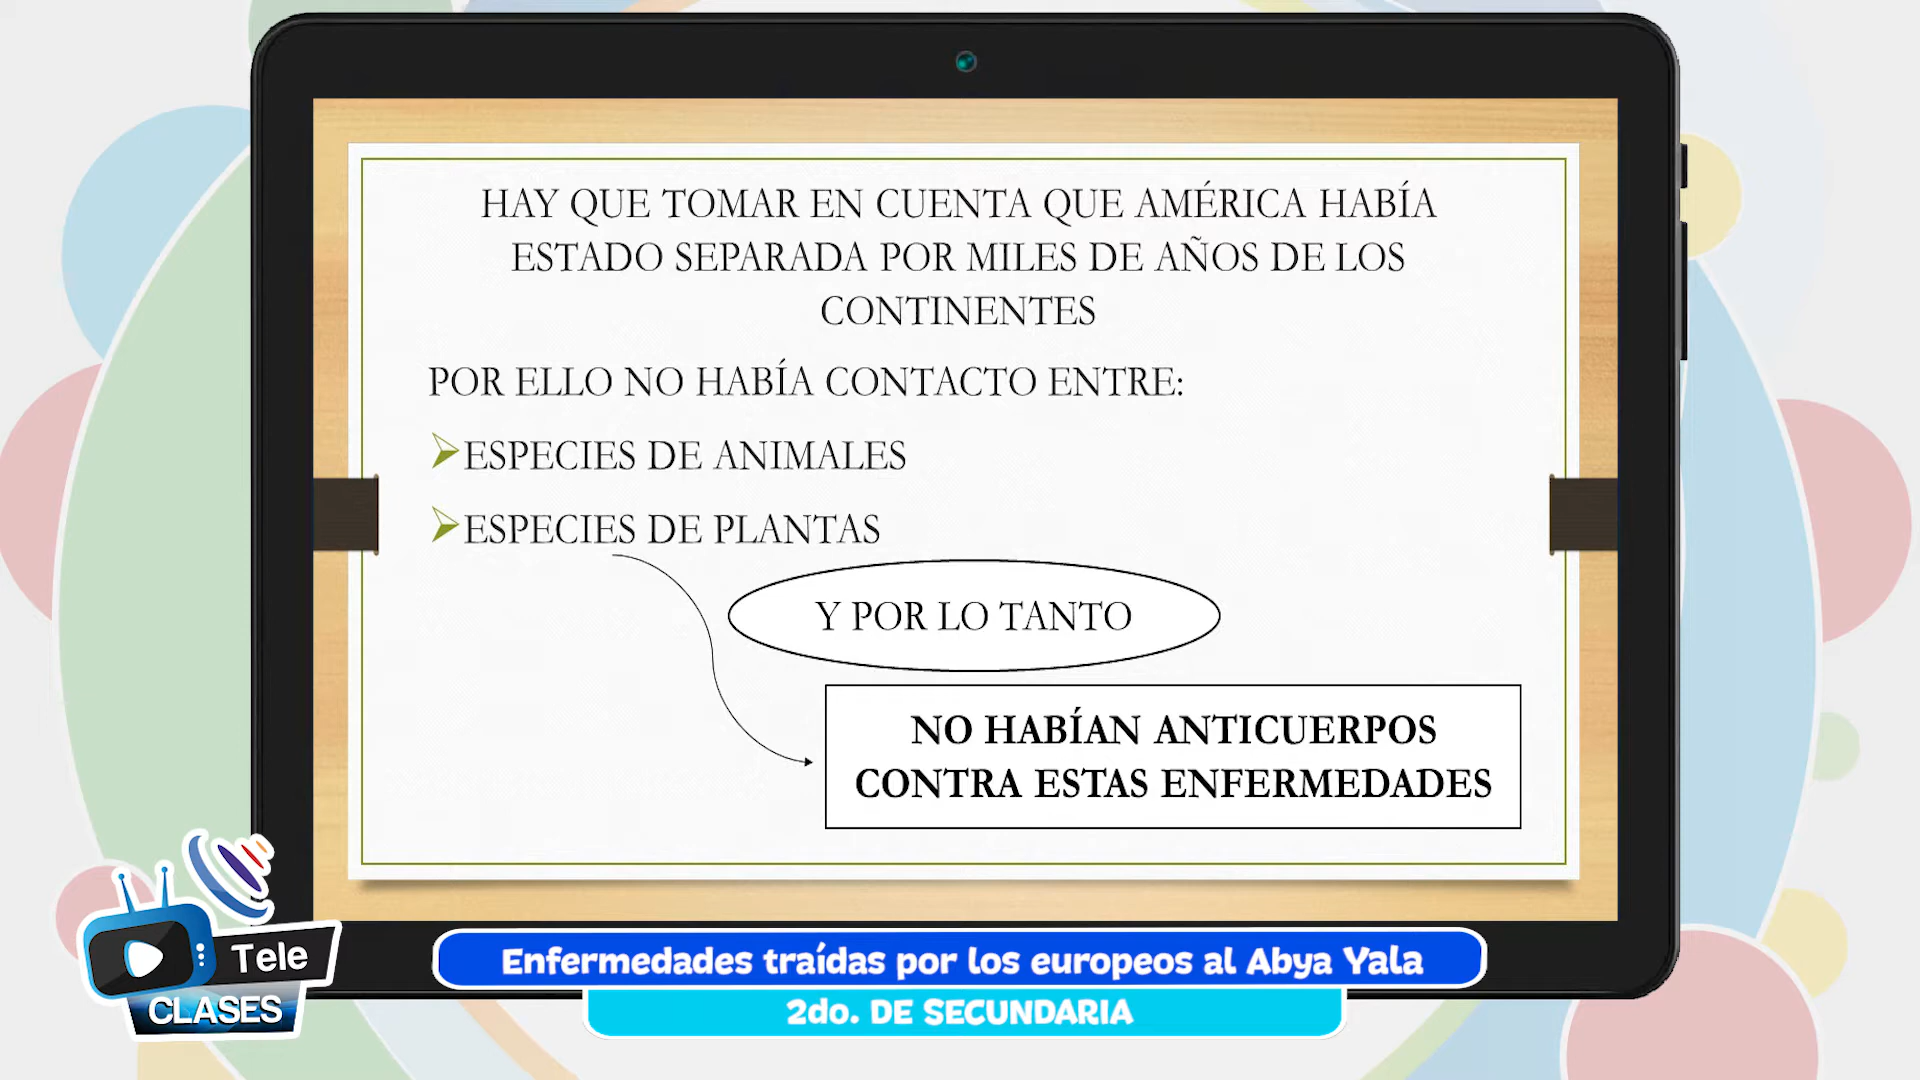 HAY QUE TOMAR EN CUENTA QUE AMÉRICA HABÍA
ESTADO SEPARADA POR MILES DE AÑOS DE LOS
CONTINENTES
POR ELLO NO HABÍA CONTACTO ENTRE:
ESPECIES DE ANIMALES
ESPECIES DE PLANTAS
Y POR LO TANTO
NO HABÍAN ANTICUERPOS
CONTRA ESTAS ENFERMEDADES
Tele
CLASES
Enfermedades traídas por los europeos al Abya Yala
2do. DE SECUNDARIA